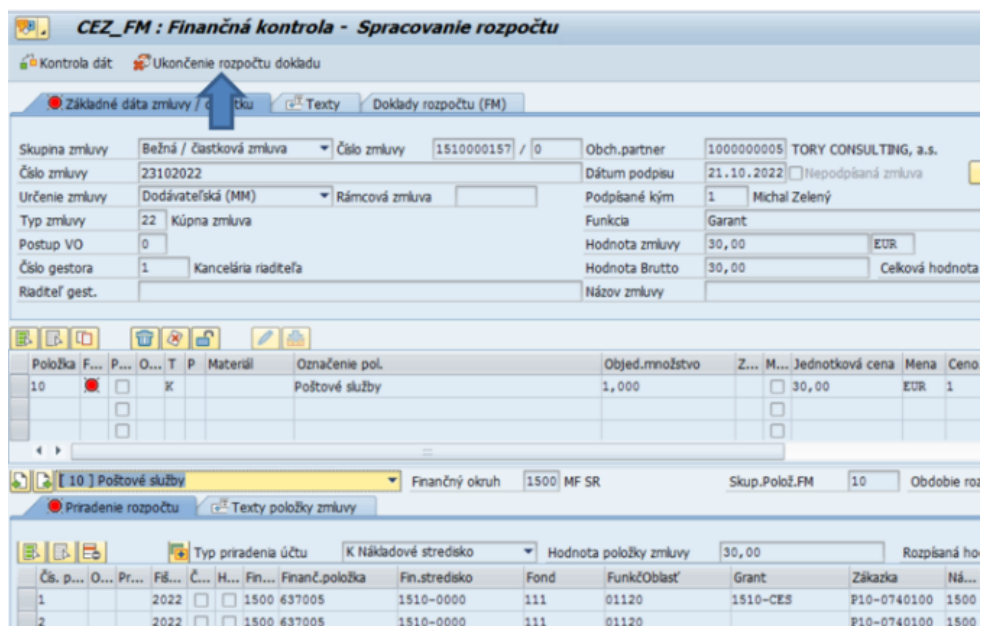 CEZ_FM : Finančná kontrola - Spracovanie rozpočtu
Kontrola dát Ukončenie rozpočtu dokladu
Základné dáta zmluvy / Texty Doklady rozpočtu (FM)
Skupina zmluvy Bežná / čiastková zmluva Číslo zmluvy 1510000157 / 0 Obch.partner 1000000005 TORY CONSULTING, a.s.
Číslo zmluvy 23102022 Dátum podpisu 21.10.2022 Nepodpísaná zmluva
Určenie zmluvy Dodávateľská (MM) Rámcová zmluva Podpísané kým 1 Michal Zelený
Typ zmluvy 22 Kúpna zmluva Funkcia Garant
Postup VO 0 Hodnota zmluvy 30,00 EUR
Číslo gestora 1 Kancelária riaditeľa Hodnota Brutto 30,00 Celková hodnota
Riaditeľ gest. Názov zmluvy
Položka F... P... O... T P Materiál Označenie pol. Objed.množstvo Z... M... Jednotková cena Mena Ceno
10 K Poštové služby 1,000 30,00 EUR 1
[ 10 ] Poštové služby Finančný okruh 1500 MF SR Skup.Polož.FM 10 Obdobie roz
Priradenie rozpočtu Texty položky zmluvy
Typ priradenia účtu K Nákladové stredisko Hodnota položky zmluvy 30,00 Rozpísaná ho
Čís. p... O... Pr... Fiš... Č... H... Fin... Finanč.položka Fin.stredisko Fond FunkčOblasť Grant Zákazka Ná...
1 2022 1500 637005 1510-0000 111 01120 1510-CES P10-0740100 1500
2 2022 1500 637005 1510-0000 111 01120 P10-0740100 1500